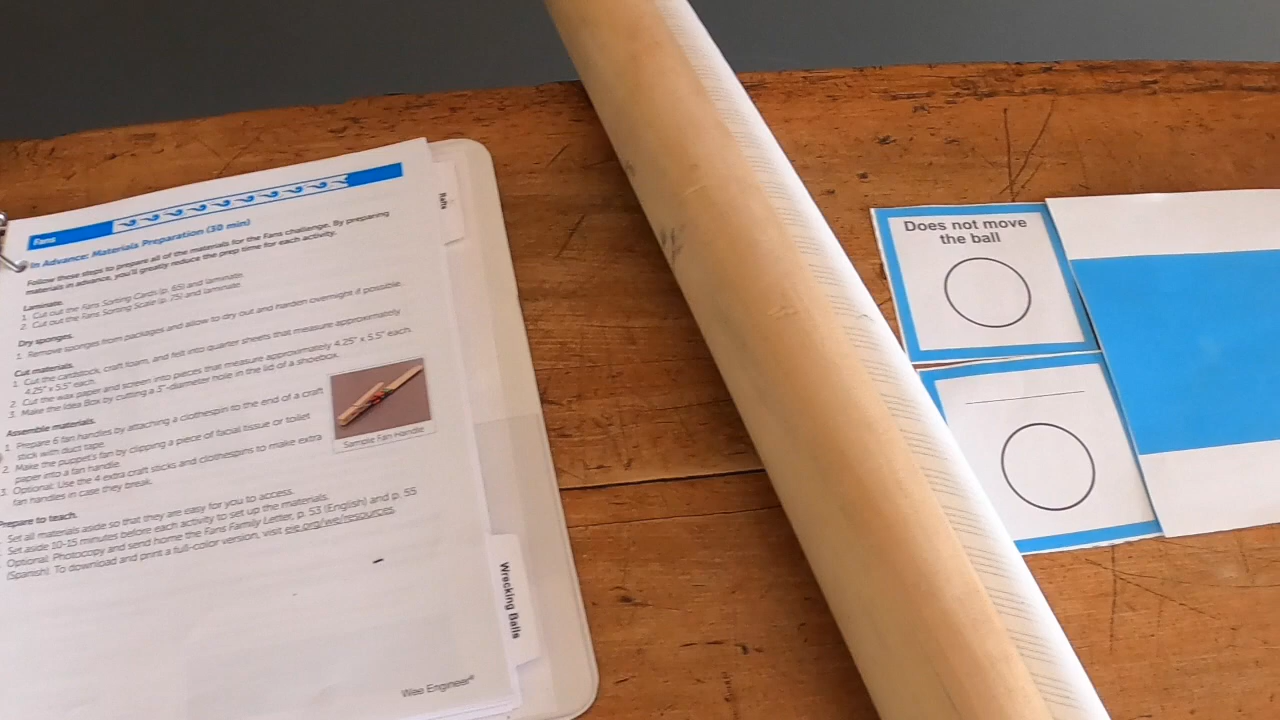 Fans
In Advance: Materials Preparation (30 min)
Follow these steps to prepare all of the materials for the Fans challenge. By preparing
materials in advance, you'll greatly reduce the prep time for each activity.
Laminate.
1. Cut out the Fans Sorting Cards (p. 65) and laminate.
2. Cut out the Fans Sorting Scale (p. 75) and laminate.
Dry sponges.
1. Remove sponges from packages and allow to dry out and harden overnight if possible.
Cut materials.
1. Cut the cardstock, craft foam, and felt into quarter sheets that measure approximately
4.25" x 5.5" each.
2. Cut the wax paper and screen into pieces that measure approximately 4.25" x 5.5" each.
3. Make the Idea Box by cutting a 3"-diameter hole in the lid of a shoebox.
Assemble materials.
1. Prepare 6 fan handles by attaching a clothespin to the end of a craft
stick with duct tape.
2. Make the puppet's fan by clipping a piece of facial tissue or toilet
paper into a fan handle.
3. Optional: Use the 4 extra craft sticks and clothespins to make extra
fan handles in case they break.
Sample Fan Handle
Prepare to teach.
Set all materials aside so that they are easy for you to access.
Set aside 10-15 minutes before each activity to set up the materials.
Optional: Photocopy and send home the Fans Family Letter, p. 53 (English) and p. 55
(Spanish). To download and print a full-color version, visit eie.org/we/resources.
Wee Engineer®
Rafts
Wrecking Balls
Does not move
the ball